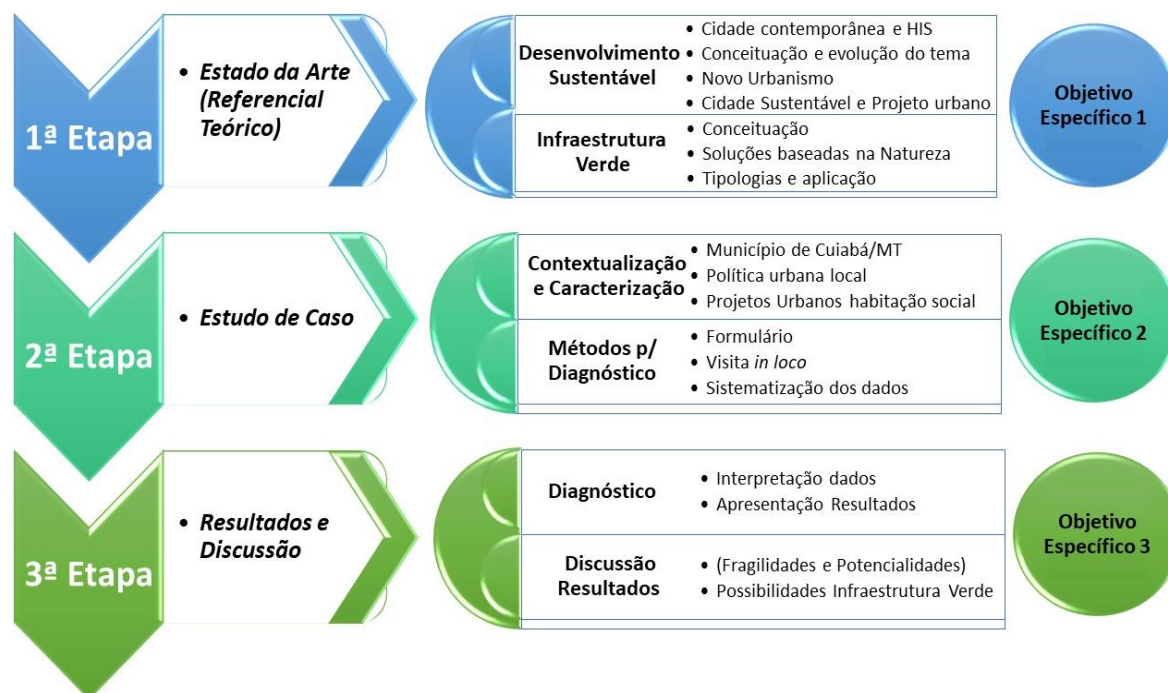 1ª Etapa
• Estado da Arte
(Referencial
Teórico)
Desenvolvimento
Sustentável
• Cidade contemporânea e HIS
• Conceituação e evolução do tema
• Novo Urbanismo
• Cidade Sustentável e Projeto urbano
Infraestrutura
Verde
• Conceituação
• Soluções baseadas na Natureza
• Tipologias e aplicação
Objetivo
Específico 1
2ª Etapa
• Estudo de Caso
Contextualização
e Caracterização
• Município de Cuiabá/MT
• Política urbana local
• Projetos Urbanos habitação social
Métodos p/
Diagnóstico
• Formulário
• Visita in loco
• Sistematização dos dados
Objetivo
Específico 2
3ª Etapa
• Resultados e
Discussão
Diagnóstico
• Interpretação dados
• Apresentação Resultados
Discussão
Resultados
• (Fragilidades e Potencialidades)
• Possibilidades Infraestrutura Verde
Objetivo
Específico 3